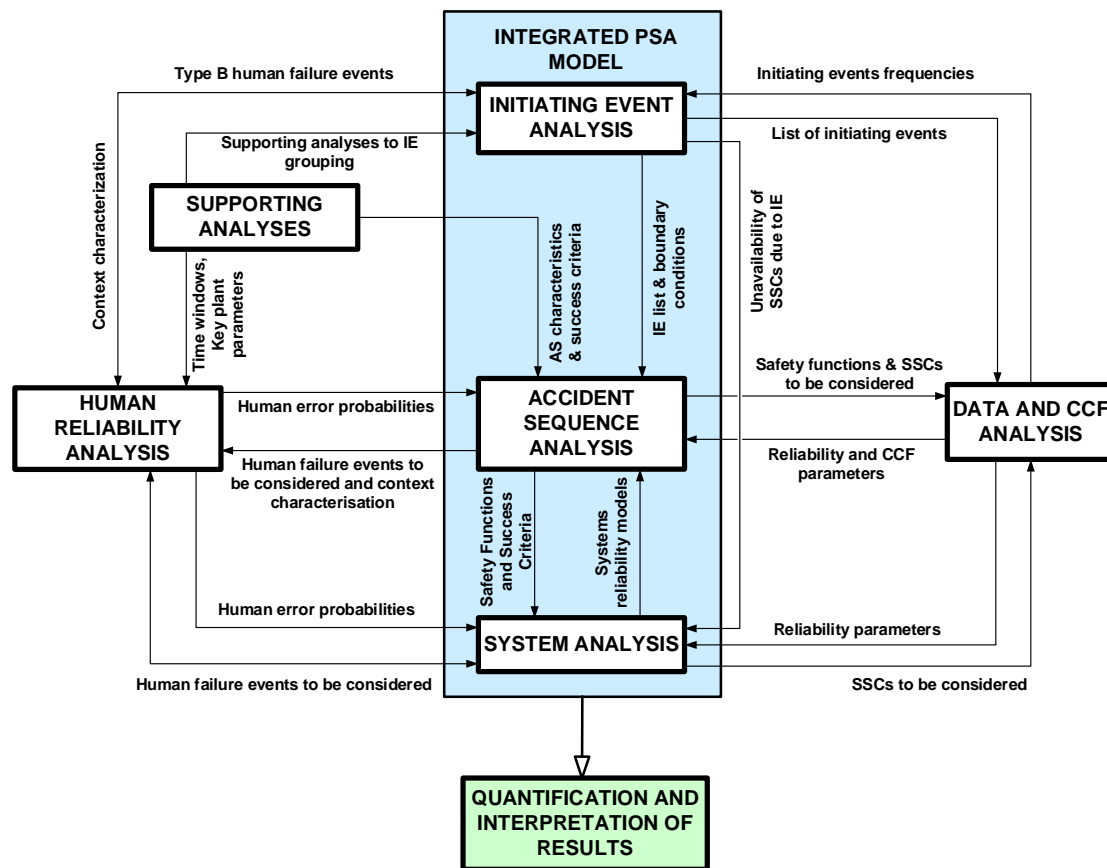 INTEGRATED PSA
MODEL
Type B human failure events
Initiating events frequencies
INITIATING EVENT
ANALYSIS
List of initiating events
Supporting analyses to IE
grouping
Context characterization
SUPPORTING
ANALYSES
Time windows,
Key plant
parameters
AS characteristics
& success criteria
IE list & boundary
conditions
Unavailability of
SSCs due to IE
Safety functions & SSCs
to be considered
HUMAN
RELIABILITY
ANALYSIS
Human error probabilities
ACCIDENT
SEQUENCE
ANALYSIS
DATA AND CCF
ANALYSIS
Human failure events to
be considered and context
characterisation
Reliability and CCF
parameters
Safety Functions
and Success
Criteria
Systems
reliability models
Human error probabilities
SYSTEM ANALYSIS
Reliability parameters
Human failure events to be considered
SSCs to be considered
QUANTIFICATION AND
INTERPRETATION OF
RESULTS